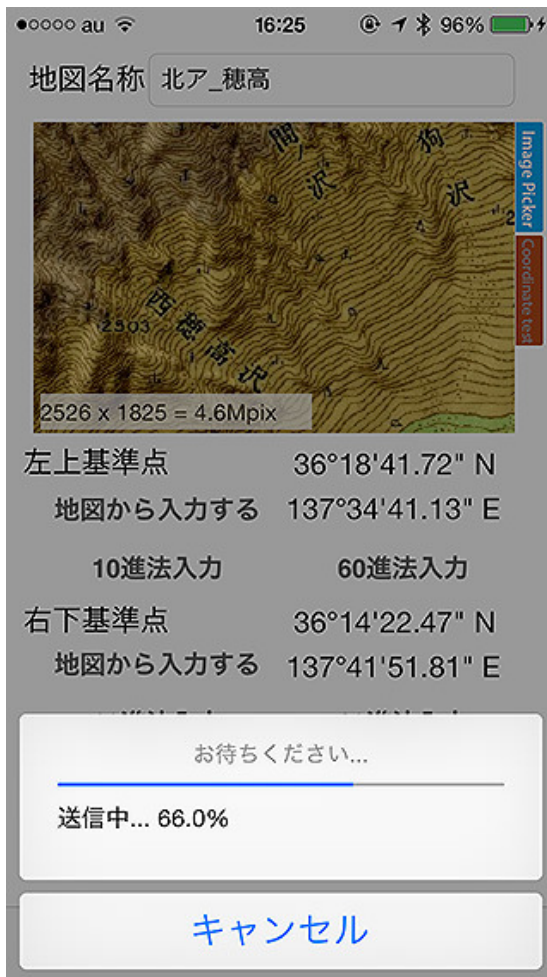 au 16:25 96%
地図名称 北ア_穂高
間ノ沢
狗沢
Image Picker
Coordinate test
西穂高沢
2503
2526 x 1825 = 4.6Mpix
左上基準点 36°18'41.72" N
地図から入力する 137°34'41.13" E
10進法入力 60進法入力
右下基準点 36°14'22.47" N
地図から入力する 137°41'51.81" E
お待ちください...
送信中... 66.0%
キャンセル